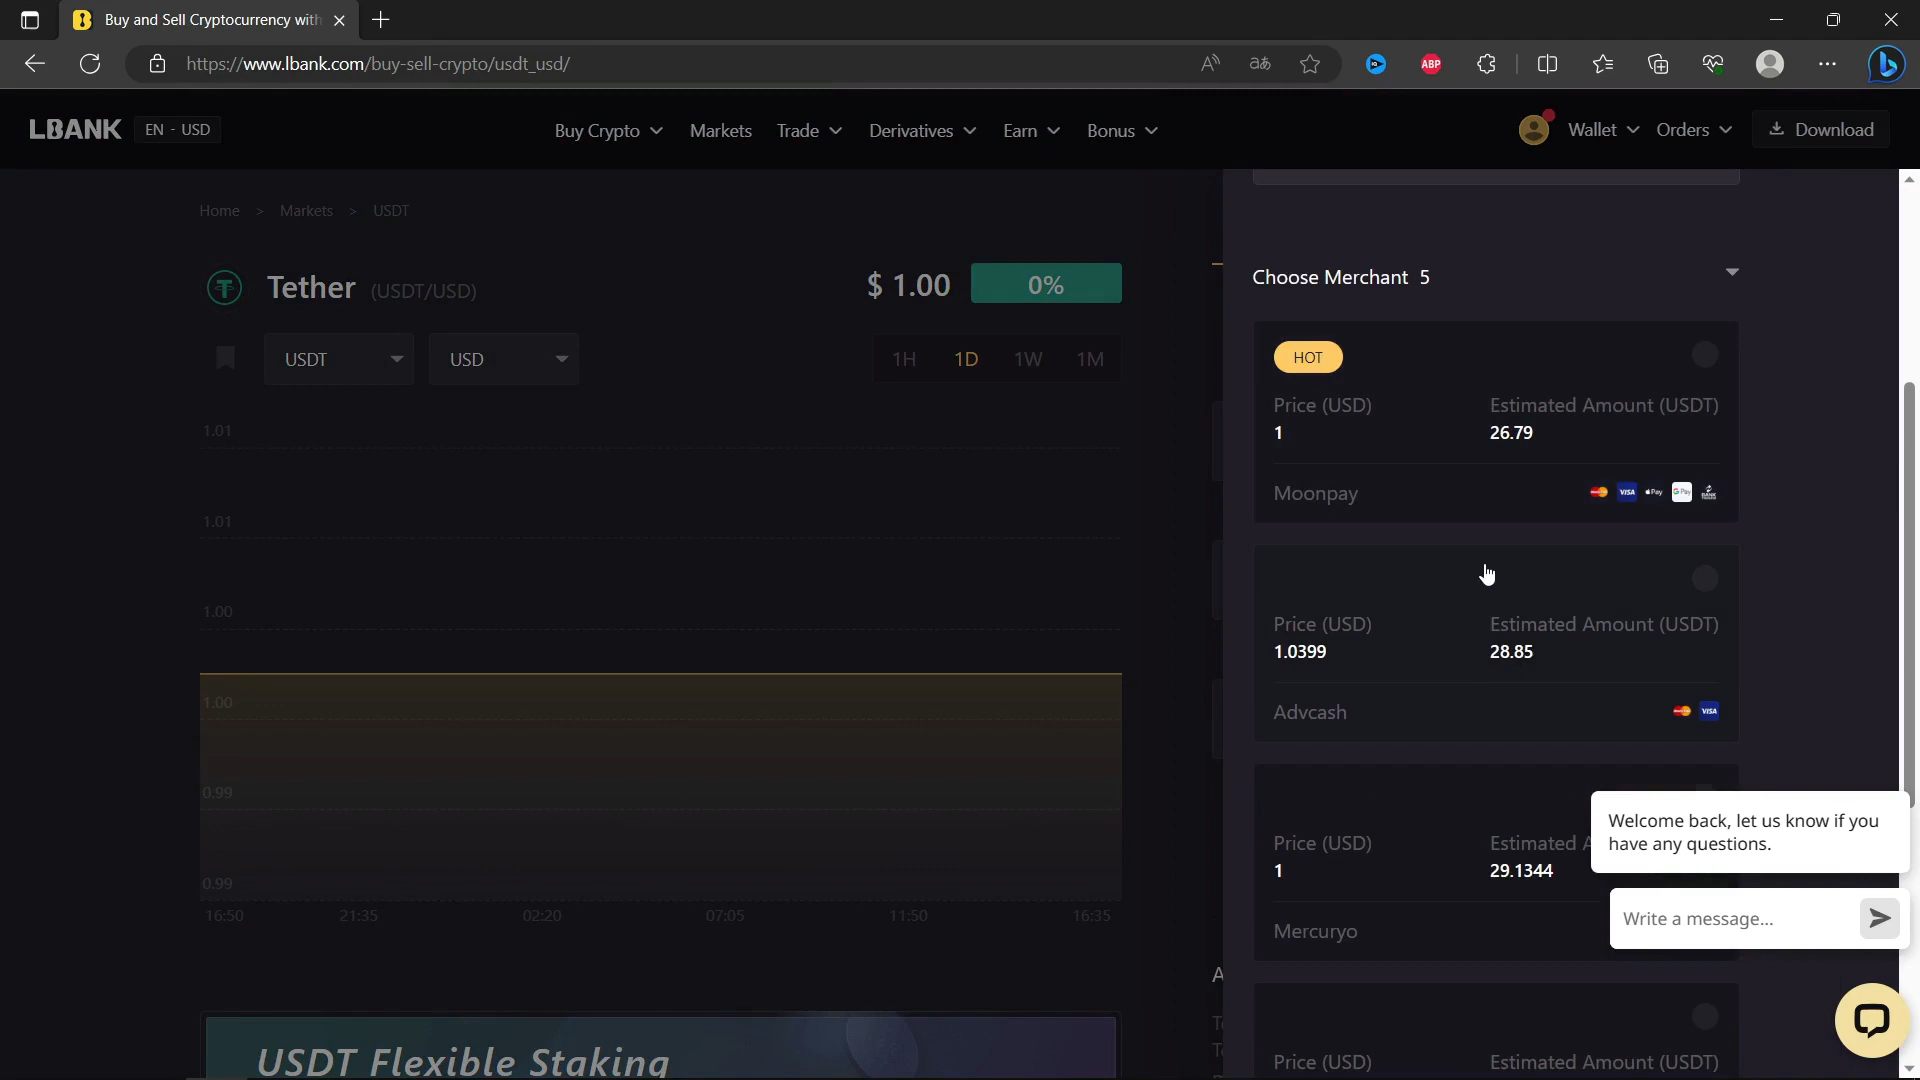 Buy and Sell Cryptocurrency with
https://www.lbank.com/buy-sell-crypto/usdt_usd/
ABP
LBANK
EN - USD
Buy Crypto
Markets
Trade
Derivatives
Earn
Bonus
Wallet
Orders
Download
Home > Markets > USDT
Tether (USDT/USD)
$ 1.00
0%
USDT
USD
1H
1D
1W
1M
1.01
1.01
1.00
1.00
0.99
0.99
16:50
21:35
02:20
07:05
11:50
16:35
USDT Flexible Staking
Choose Merchant 5
HOT
Price (USD)
Estimated Amount (USDT)
1
26.79
Moonpay
VISA
Pay
G Pay
Price (USD)
Estimated Amount (USDT)
1.0399
28.85
Advcash
VISA
Price (USD)
Estimated
1
29.1344
Mercuryo
Price (USD)
Estimated Amount (USDT)
Welcome back, let us know if you
have any questions.
Write a message...